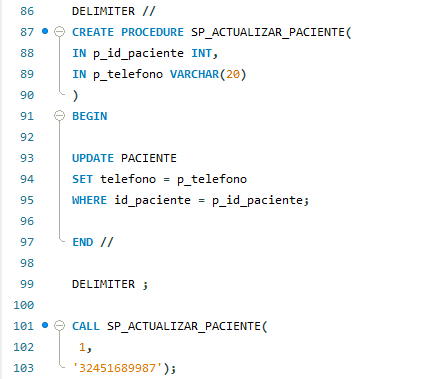 86 DELIMITER //
87 CREATE PROCEDURE SP_ACTUALIZAR_PACIENTE(
88 IN p_id_paciente INT,
89 IN p_telefono VARCHAR(20)
90 )
91 BEGIN
92
93 UPDATE PACIENTE
94 SET telefono = p_telefono
95 WHERE id_paciente = p_id_paciente;
96
97 END //
98
99 DELIMITER ;
100
101 CALL SP_ACTUALIZAR_PACIENTE(
102 1,
103 '32451689987');